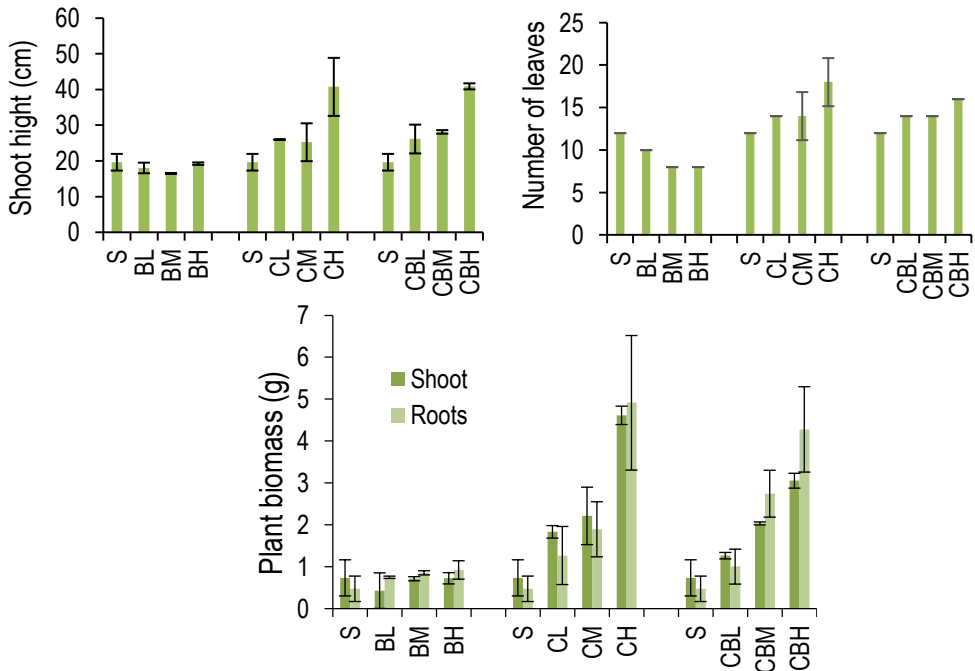 Shoot hight (cm)
60
50
40
30
20
10
0
S BL BM BH S CL CM CH S CBL CBM CBH
Number of leaves
25
20
15
10
5
0
S BL BM BH S CL CM CH S CBL CBM CBH
Plant biomass (g)
7
6
5
4
3
2
1
0
Shoot
Roots
S BL BM BH S CL CM CH S CBL CBM CBH